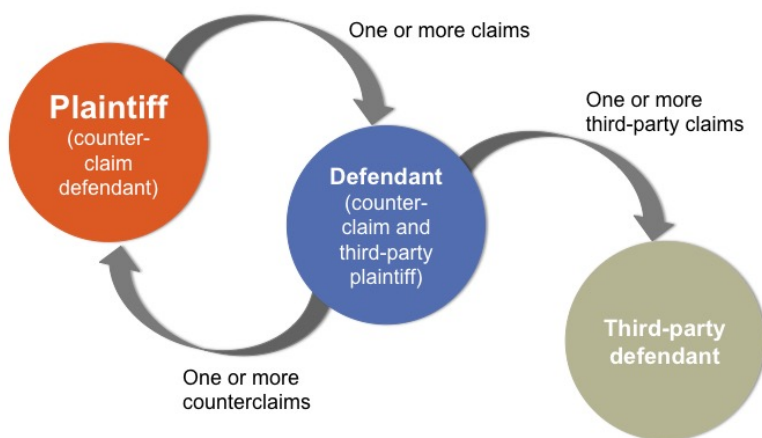 One or more claims
Plaintiff
(counter-
claim
defendant)
One or more
third-party claims
Defendant
(counter-
claim and
third-party
plaintiff)
Third-party
defendant
One or more
counterclaims